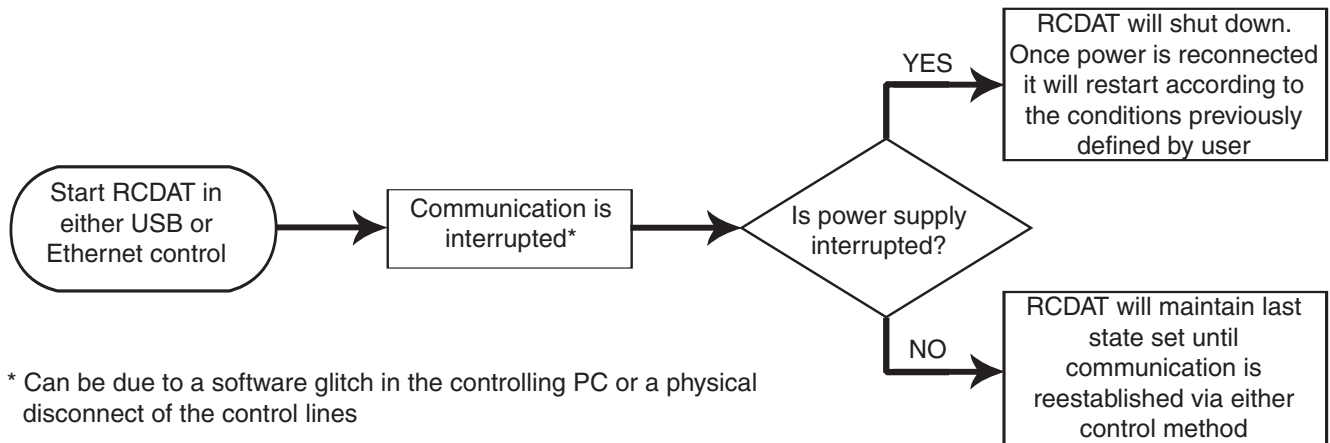 Start RCDAT in
either USB or
Ethernet control
Communication is
interrupted*
Is power supply
interrupted?
YES
RCDAT will shut down.
Once power is reconnected
it will restart according to
the conditions previously
defined by user
NO
RCDAT will maintain last
state set until
communication is
reestablished via either
control method
* Can be due to a software glitch in the controlling PC or a physical
disconnect of the control lines